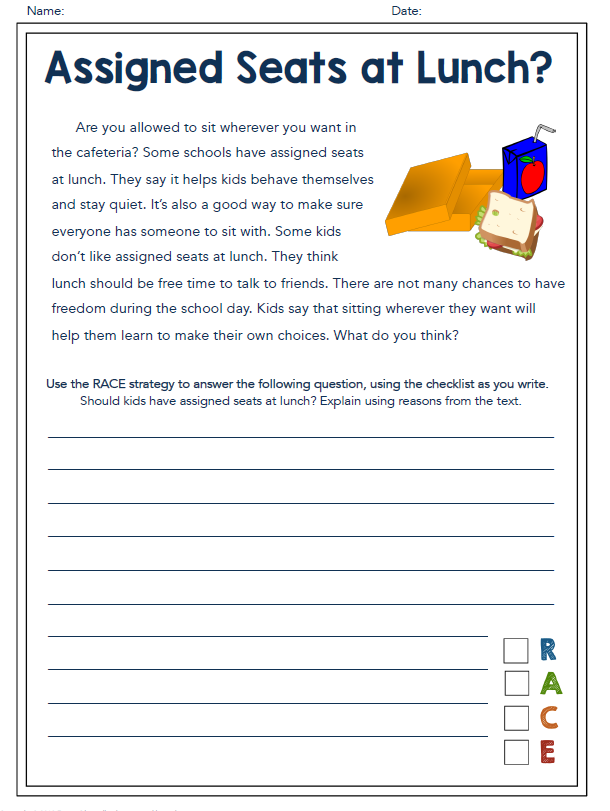 Name: Date:
Assigned Seats at Lunch?
Are you allowed to sit wherever you want in
the cafeteria? Some schools have assigned seats
at lunch. They say it helps kids behave themselves
and stay quiet. It’s also a good way to make sure
everyone has someone to sit with. Some kids
don’t like assigned seats at lunch. They think
lunch should be free time to talk to friends. There are not many chances to have
freedom during the school day. Kids say that sitting wherever they want will
help them learn to make their own choices. What do you think?
Use the RACE strategy to answer the following question, using the checklist as you write.
Should kids have assigned seats at lunch? Explain using reasons from the text.
R
A
C
E